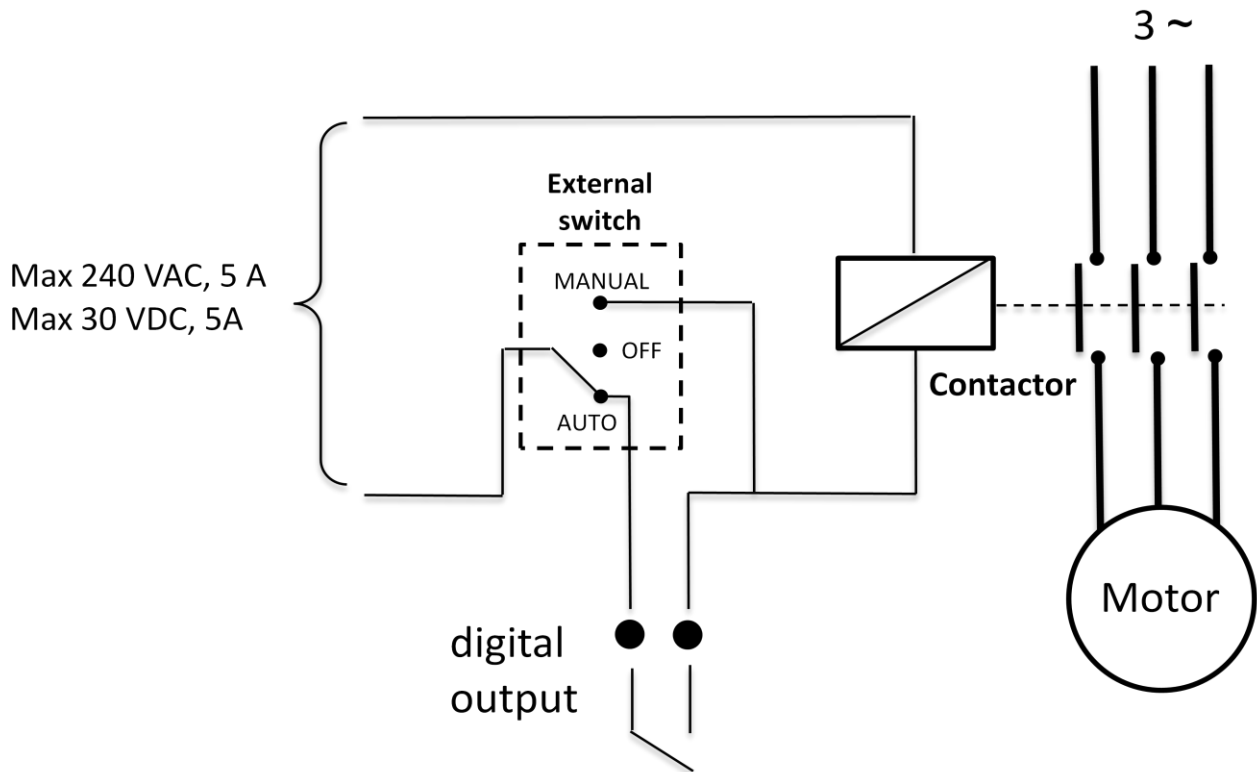 3 ~
External
switch
Max 240 VAC, 5 A
Max 30 VDC, 5A
MANUAL
OFF
AUTO
Contactor
Motor
digital
output